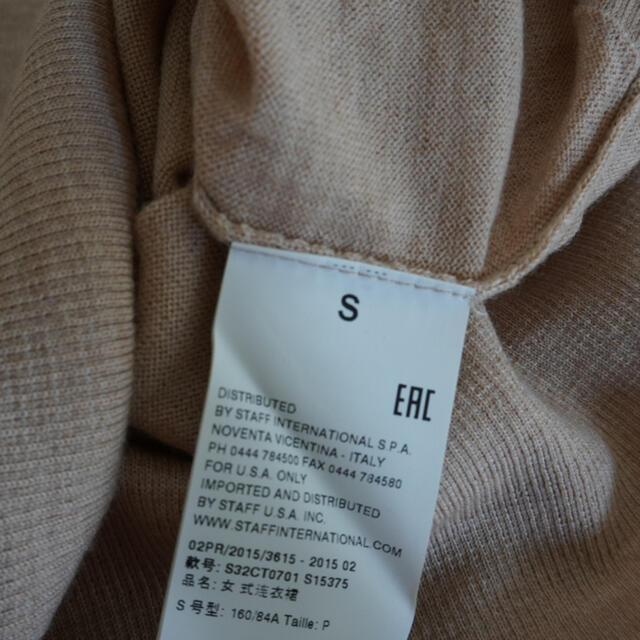 S
EAC
DISTRIBUTED
BY STAFF INTERNATIONAL S.P.A.
NOVENTA VICENTINA - ITALY
PH 0444 784500 FAX 0444 784580
FOR U.S.A. ONLY
IMPORTED AND DISTRIBUTED
BY STAFF U.S.A. INC.
WWW.STAFFINTERNATIONAL.COM
02PR/2015/3615 - 2015 02
款号: S32CT0701 S15375
品名: 女式连衣裙
S 号型: 160/84A Taille: P